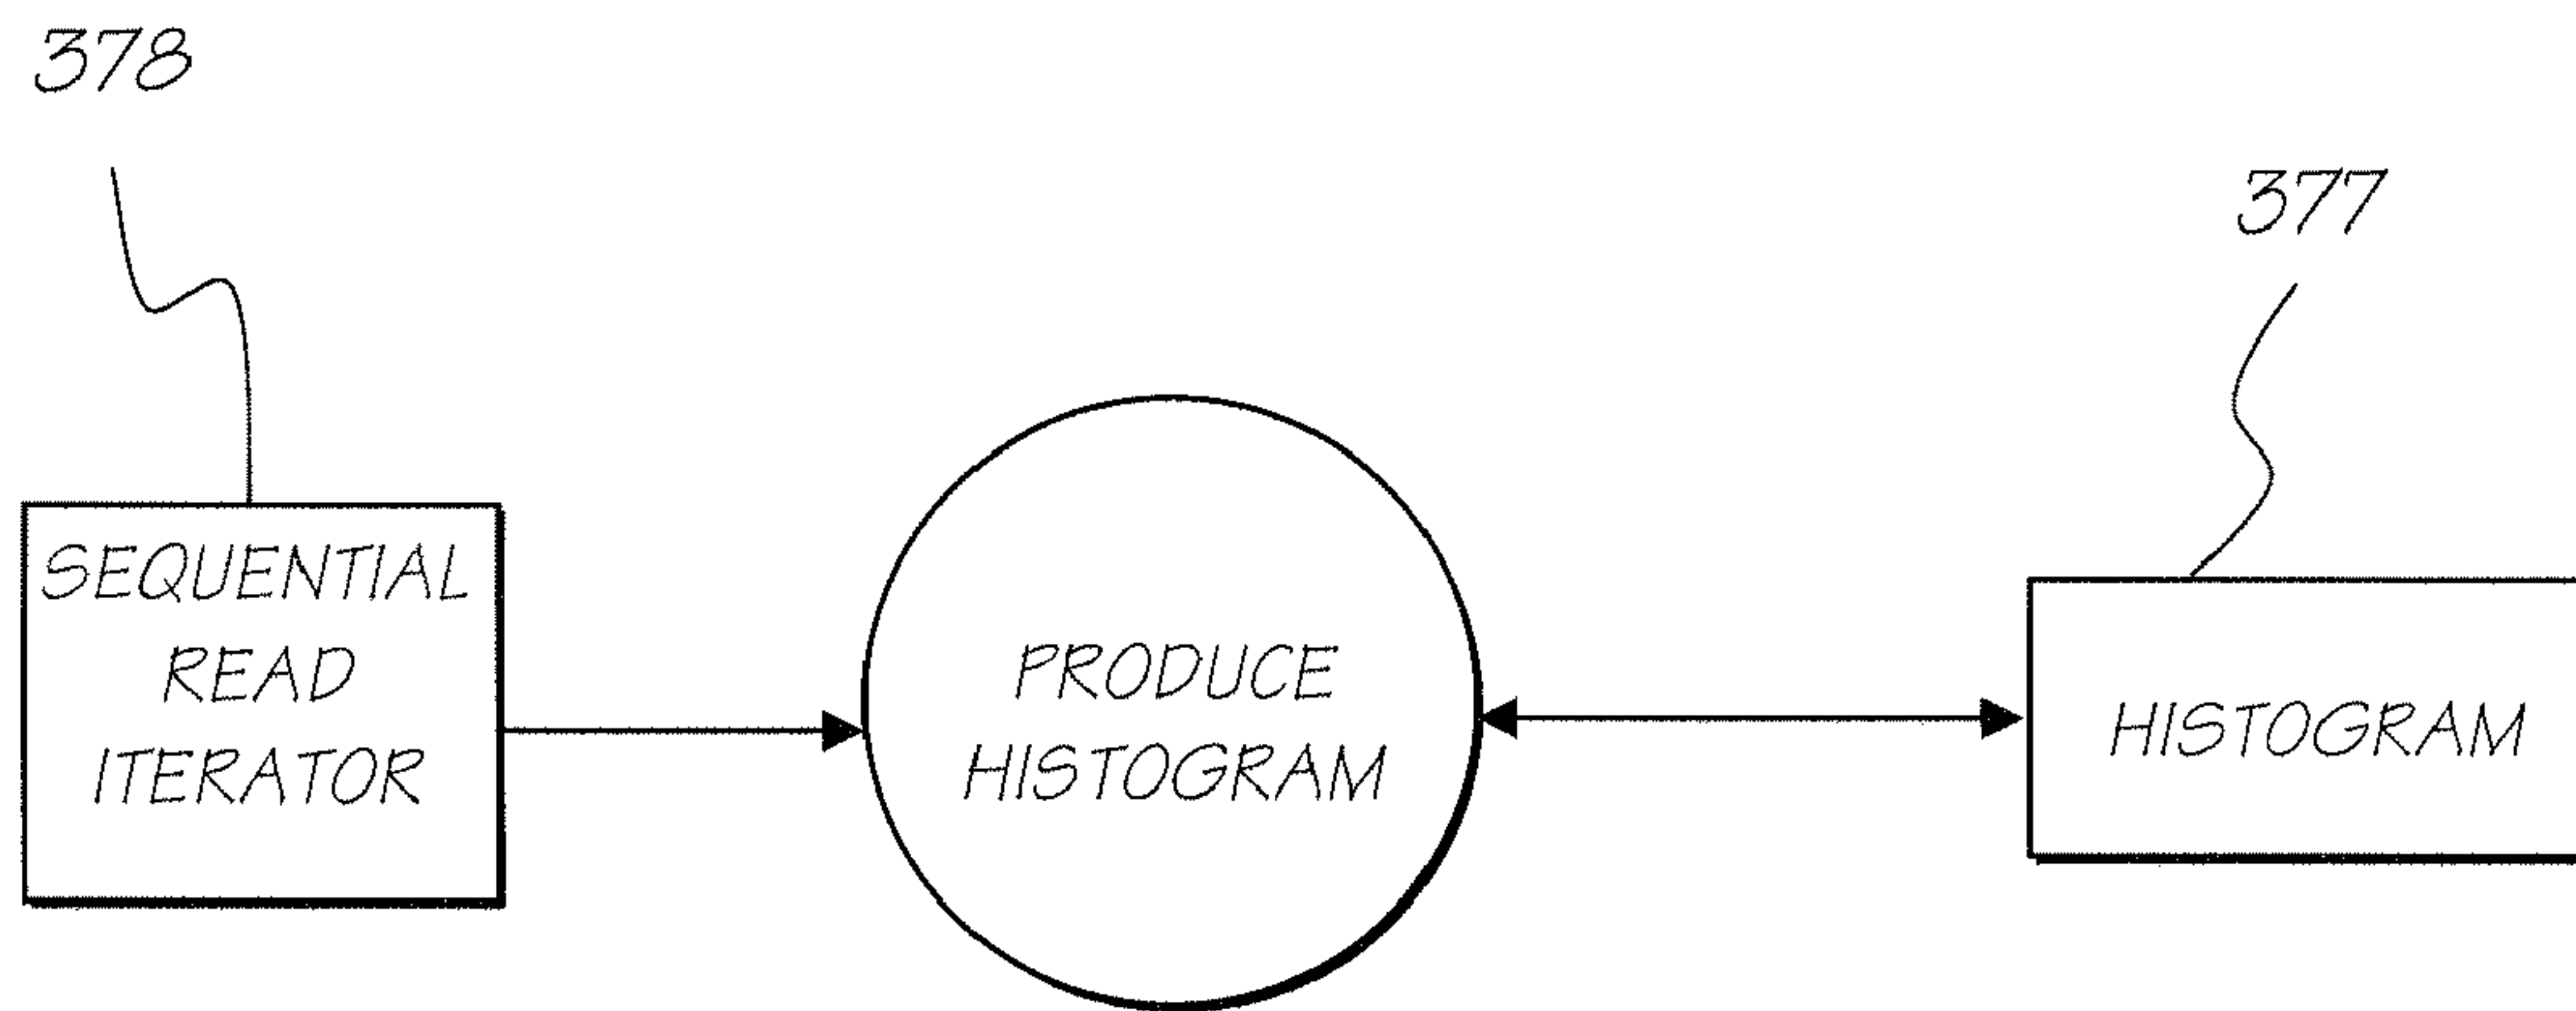 378
377
SEQUENTIAL
READ
ITERATOR
PRODUCE
HISTOGRAM
HISTOGRAM